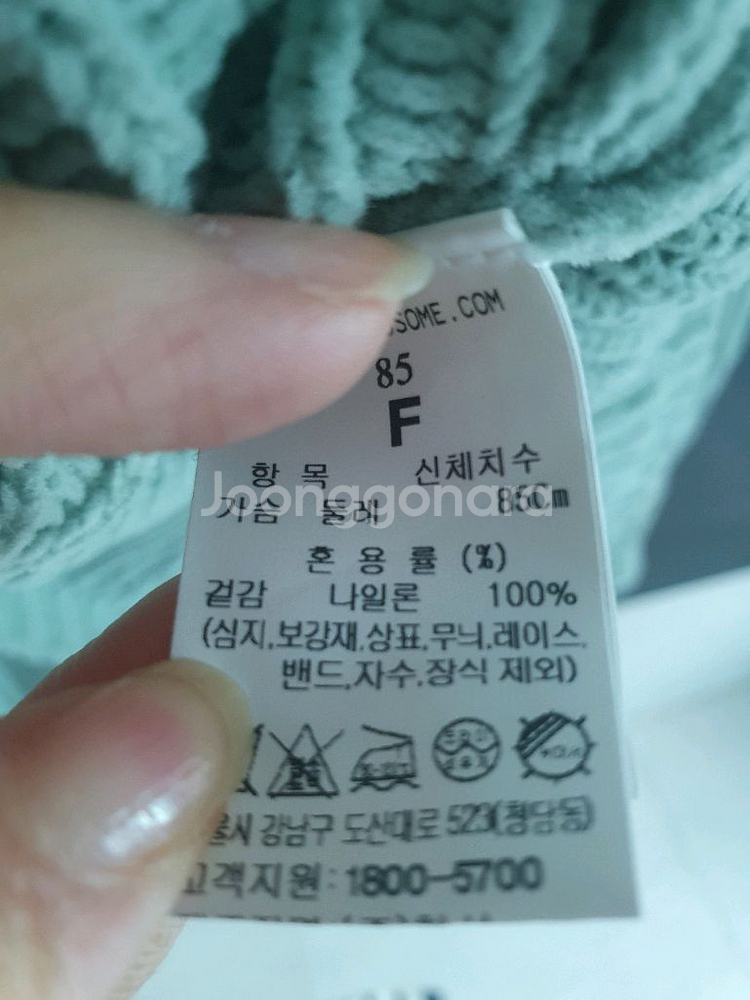 SOME.COM
85
F
항 목 신체치수
가슴 둘레 85Cm
Joonggonara
혼 용 률 (%)
겉감 나일론 100%
(심지,보강재,상표,무늬,레이스,
밴드,자수,장식 제외)
울시 강남구 도산대로 523(청담동)
고객지원:1800-5700